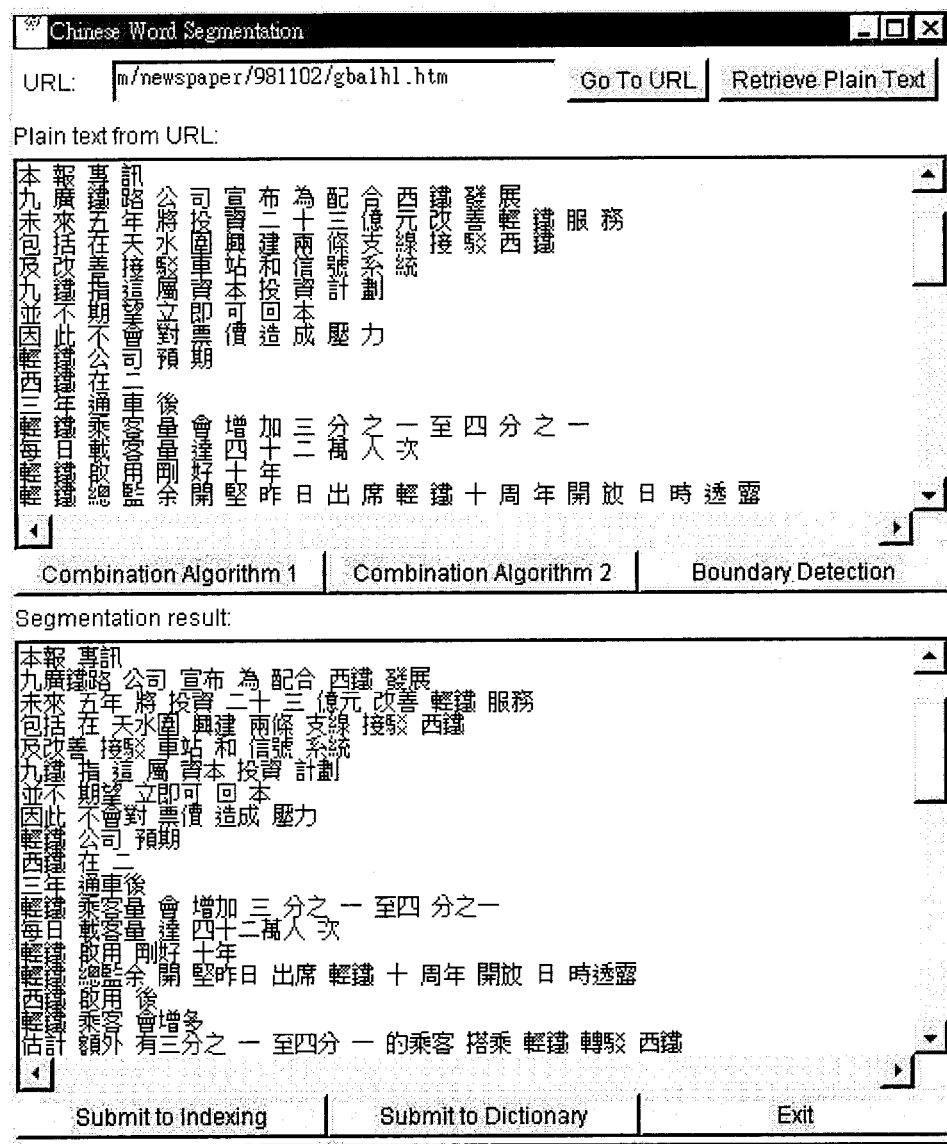 Chinese Word Segmentation
URL: m/newspaper/981102/gba1hl.htm Go To URL Retrieve Plain Text
Plain text from URL:
本 報 專 訊
九 廣 鐵 路 公 司 宣 布 為 配 合 西 鐵 發 展
未 來 五 年 將 投 資 二 十 三 億 元 改 善 輕 鐵 服 務
包 括 在 天 水 圍 興 建 兩 條 支 線 接 駁 西 鐵
及 改 善 接 駁 車 站 和 信 號 系 統
九 鐵 指 這 屬 資 本 投 資 計 劃
並 不 期 望 立 即 可 回 本
因 此 不 會 對 票 價 造 成 壓 力
輕 鐵 公 司 預 期
西 鐵 在 二
三 年 通 車 後
輕 鐵 乘 客 量 會 增 加 三 分 之 一 至 四 分 之 一
每 日 載 客 量 達 四 十 二 萬 人 次
輕 鐵 啟 用 剛 好 十 年
輕 鐵 總 監 余 開 堅 昨 日 出 席 輕 鐵 十 周 年 開 放 日 時 透 露
Combination Algorithm 1 Combination Algorithm 2 Boundary Detection
Segmentation result:
本報 專訊
九廣鐵路 公司 宣布 為 配合 西鐵 發展
未來 五年 將 投資 二十 三 億元 改善 輕鐵 服務
包括 在 天水圍 興建 兩條 支線 接駁 西鐵
及改善 接駁 車站 和 信號 系統
九鐵 指 這 屬 資本 投資 計劃
並不 期望 立即可 回 本
因此 不會對 票價 造成 壓力
輕鐵 公司 預期
西鐵 在 二
三年 通車後
輕鐵 乘客量 會 增加 三 分之 一 至四 分之一
每日 載客量 達 四十二萬人 次
輕鐵 啟用 剛好 十年
輕鐵 總監余 開 堅昨日 出席 輕鐵 十 周年 開放 日 時透露
西鐵 啟用 後
輕鐵 乘客 會增多
估計 額外 有三分之 一 至四分 一 的乘客 搭乘 輕鐵 轉駁 西鐵
Submit to Indexing Submit to Dictionary Exit